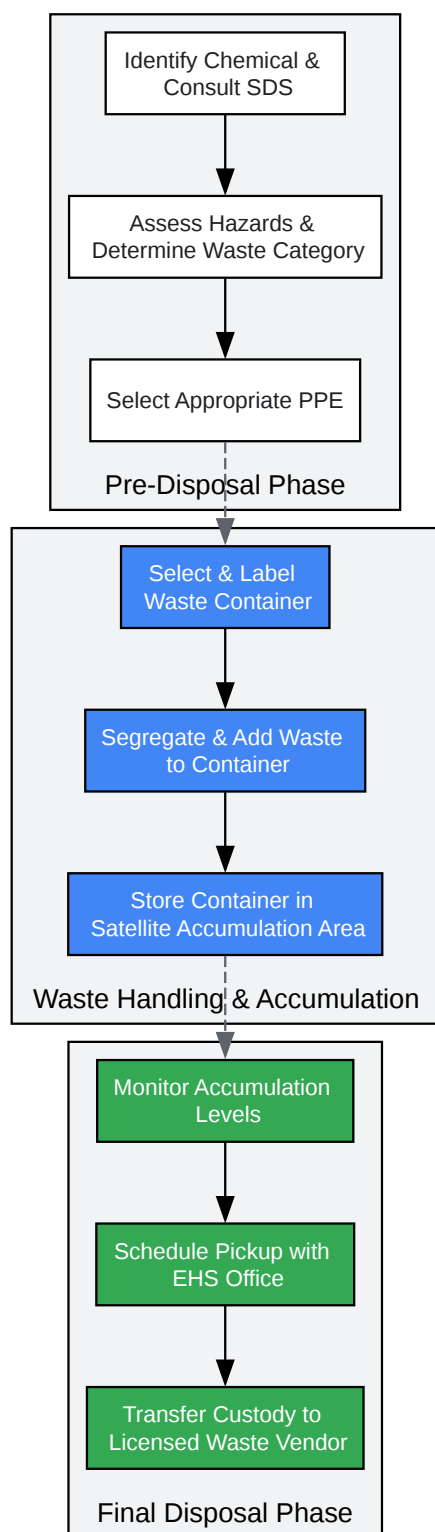 Identify Chemical &
Consult SDS
Assess Hazards &
Determine Waste Category
Select Appropriate PPE
Pre-Disposal Phase
Select & Label
Waste Container
Segregate & Add Waste
to Container
Store Container in
Satellite Accumulation Area
Waste Handling & Accumulation
Monitor Accumulation
Levels
Schedule Pickup with
EHS Office
Transfer Custody to
Licensed Waste Vendor
Final Disposal Phase